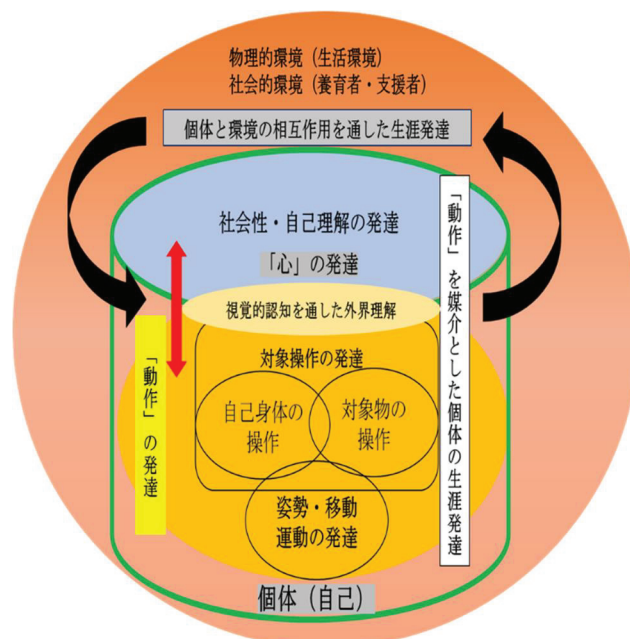 物理的環境（生活環境）
社会的環境（養育者・支援者）
個体と環境の相互作用を通した生涯発達
社会性・自己理解の発達
「心」の発達
視覚的認知を通した外界理解
対象操作の発達
自己身体の
操作
対象物の
操作
姿勢・移動
運動の発達
「動作」の発達
「動作」を媒介とした個体の生涯発達
個体（自己）